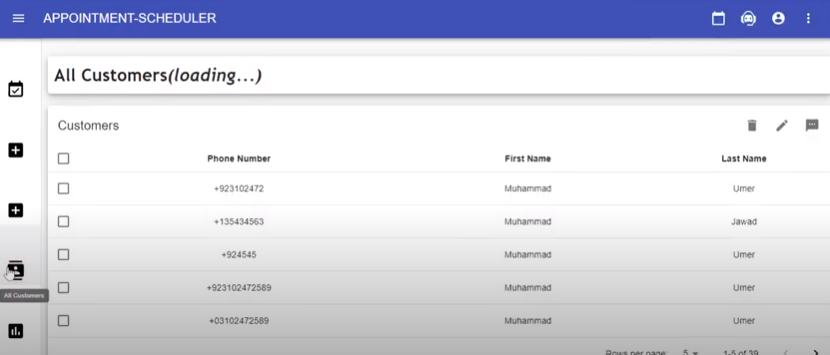 APPOINTMENT-SCHEDULER
All Customers(loading...)
Customers
Phone Number First Name Last Name
+923102472 Muhammad Umer
+135434563 Muhammad Jawad
+924545 Muhammad Umer
+923102472589 Muhammad Umer
All Customers
+03102472589 Muhammad Umer
Rows per page: 5 1-5 of 39